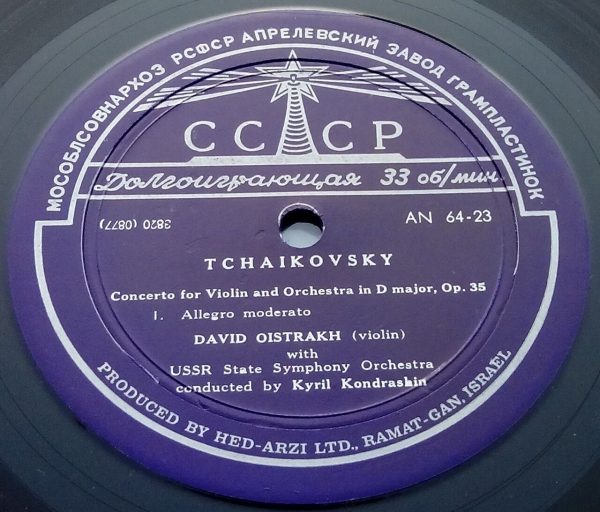 МОСОБЛСОВНАРХОЗ РСФСР АПРЕЛЕВСКИЙ ЗАВОД ГРАМПЛАСТИНОК
СССР
Долгоиграющая 33 об/мин.
3820 (0877)
AN 64-23
TCHAIKOVSKY
Concerto for Violin and Orchestra in D major, Op. 35
I. Allegro moderato
DAVID OISTRAKH (violin)
with
USSR State Symphony Orchestra
conducted by Kyril Kondrashin
PRODUCED BY HED-ARZI LTD., RAMAT-GAN, ISRAEL